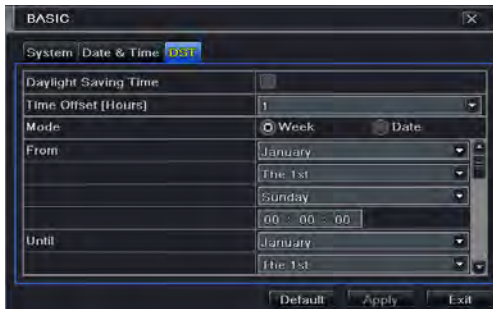 BASIC
System Date & Time DST
Daylight Saving Time
Time Offset [Hours] 1
Mode Week Date
From January
The 1st
Sunday
00 : 00 : 00
Until January
The 1st
Default Apply Exit